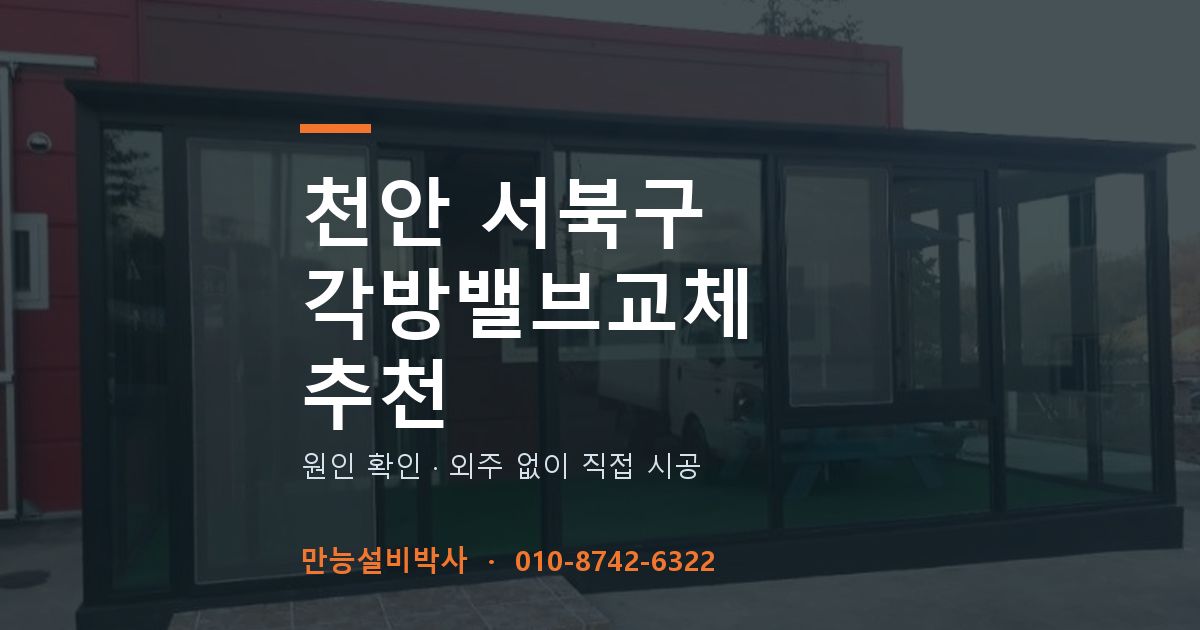 천안 서북구
각방밸브교체
추천
원인 확인 · 외주 없이 직접 시공
만능설비박사 · 010-8742-6322